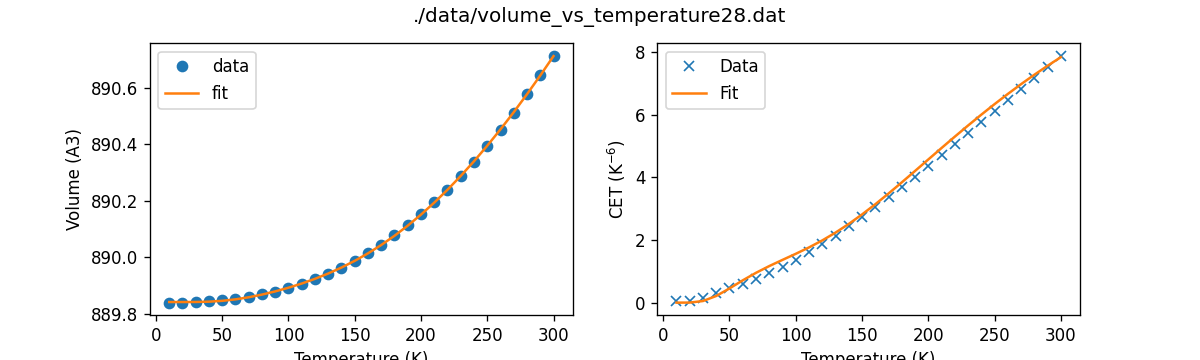 ./data/volume_vs_temperature28.dat
data
fit
890.6
890.4
890.2
890.0
889.8
Volume (A3)
0
50
100
150
200
250
300
Temperature (K)
Data
Fit
8
6
4
2
0
CET (K⁻⁶)
0
50
100
150
200
250
300
Temperature (K)